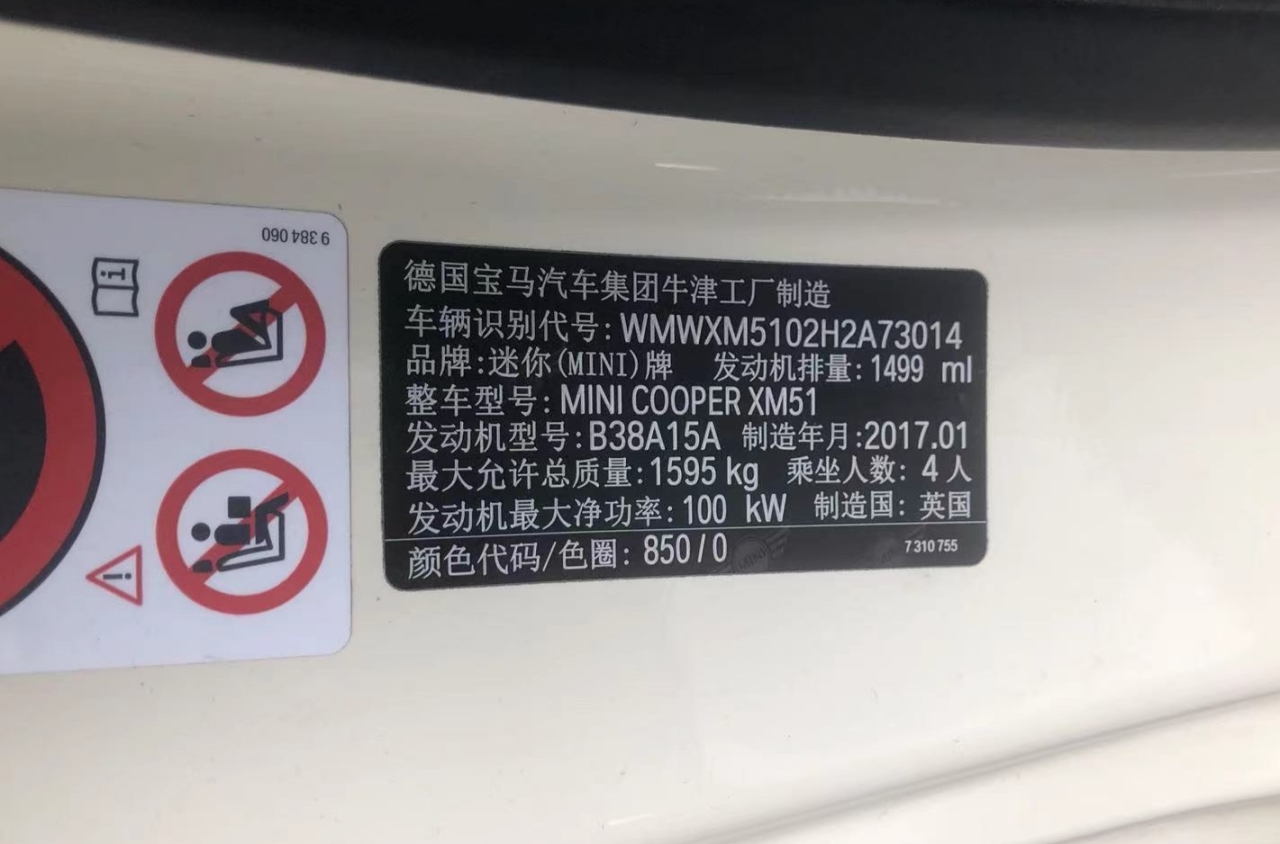 9 384 060
德国宝马汽车集团牛津工厂制造
车辆识别代号: WMWXM5102H2A73014
品牌: 迷你(MINI)牌 发动机排量: 1499 ml
整车型号: MINI COOPER XM51
发动机型号: B38A15A 制造年月: 2017.01
最大允许总质量: 1595 kg 乘坐人数: 4 人
发动机最大净功率: 100 kW 制造国: 英国
颜色代码/色圈: 850 / 0 7 310 755